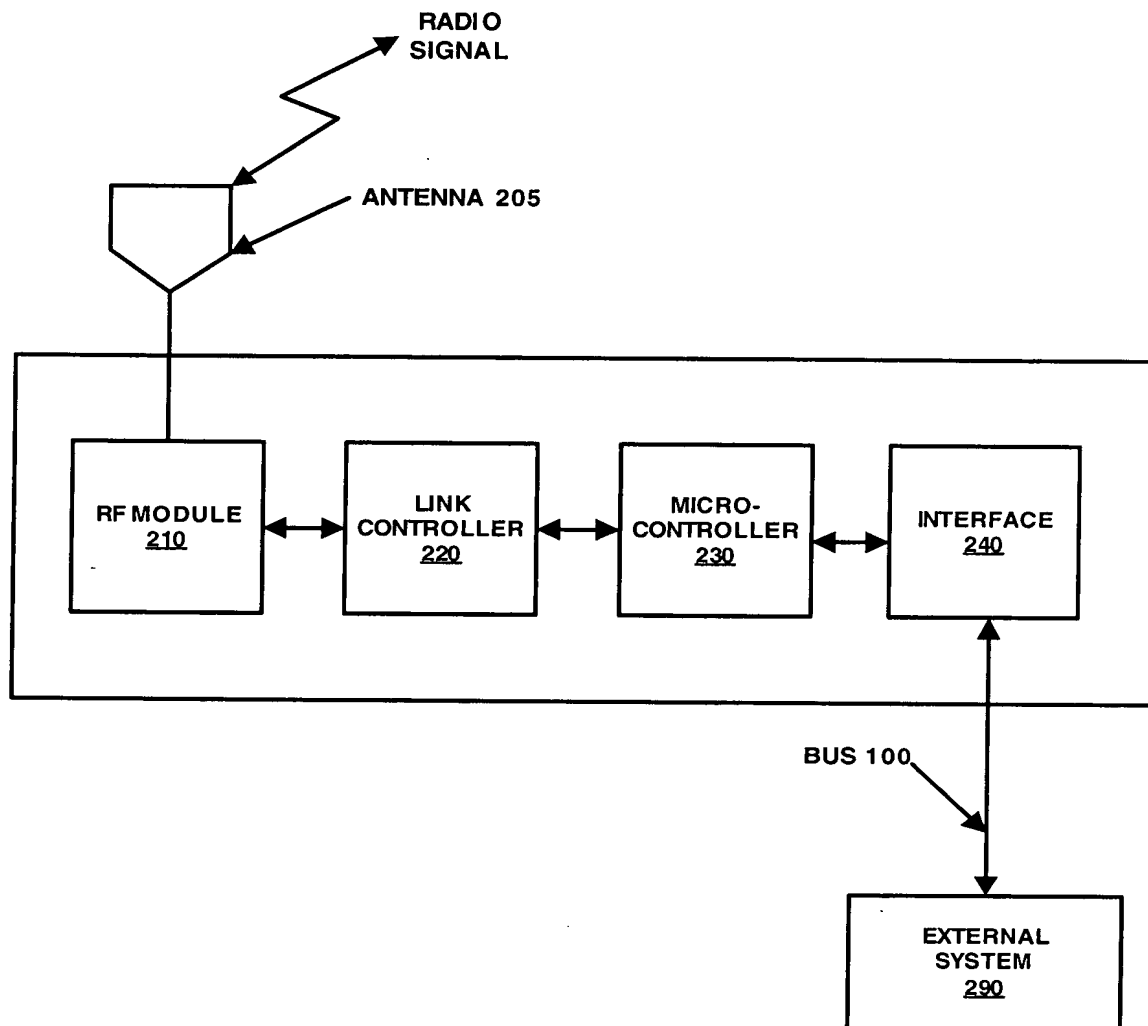 RADIO
SIGNAL
ANTENNA 205
RF MODULE
210
LINK
CONTROLLER
220
MICRO-
CONTROLLER
230
INTERFACE
240
BUS 100
EXTERNAL
SYSTEM
290